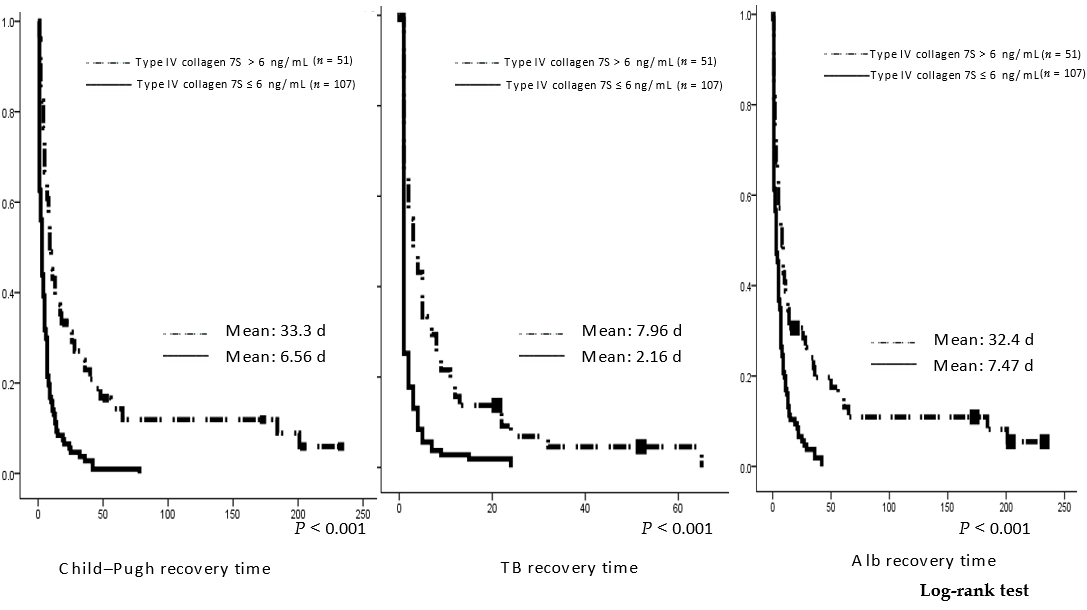 1.0
0.8
0.6
0.4
0.2
0.0
Type IV collagen 7S > 6 ng/mL (n = 51)
Type IV collagen 7S ≤ 6 ng/mL (n = 107)
Mean: 33.3 d
Mean: 6.56 d
0 50 100 150 200 250
P < 0.001
Child–Pugh recovery time
Type IV collagen 7S > 6 ng/mL (n = 51)
Type IV collagen 7S ≤ 6 ng/mL (n = 107)
Mean: 7.96 d
Mean: 2.16 d
0 20 40 60
P < 0.001
TB recovery time
1.0
0.8
0.6
0.4
0.2
0.0
Type IV collagen 7S > 6 ng/mL (n = 51)
Type IV collagen 7S ≤ 6 ng/mL (n = 107)
Mean: 32.4 d
Mean: 7.47 d
0 50 100 150 200 250
P < 0.001
Alb recovery time
Log-rank test